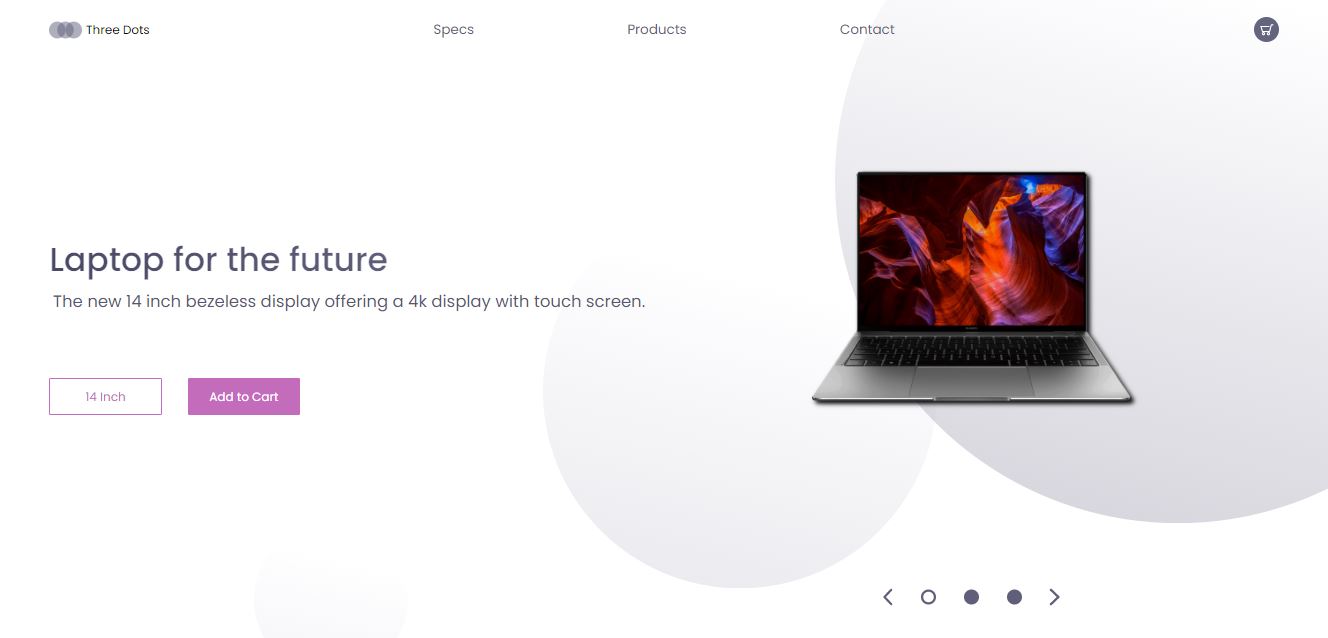 Three Dots
Specs
Products
Contact
Laptop for the future
The new 14 inch bezeless display offering a 4k display with touch screen.
14 Inch
Add to Cart